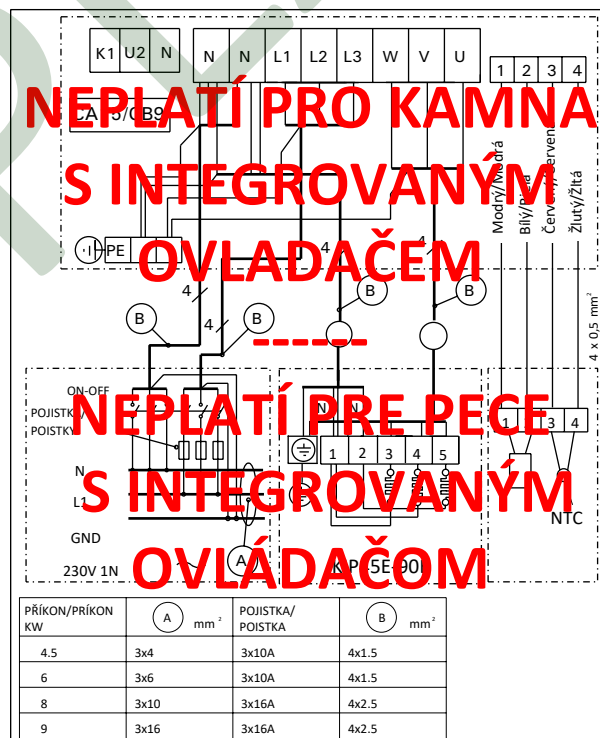 K1 U2 N N N L1 L2 L3 W V U
1 2 3 4
NEPLATÍ PRO KAMNA
S INTEGROVANÝM
OVLADAČEM
------
NEPLATÍ PRE PECE
S INTEGROVANÝM
OVLÁDAČOM
Modrý/Modrá
Žlutý/Žltá
4 x 0,5 mm²
PE
4 4
B B
4 4
B B
ON-OFF
POJISTKY/
POISTKY
N
L1
GND
230V 1N
A
N N
1 2 3 4 5
1 2 3 4
NTC
PŘÍKON/PRÍKON
KW
A mm²
POJISTKA/
POISTKA
B mm²
4.5 3x4 3x10A 4x1.5
6 3x6 3x10A 4x1.5
8 3x10 3x16A 4x2.5
9 3x16 3x16A 4x2.5